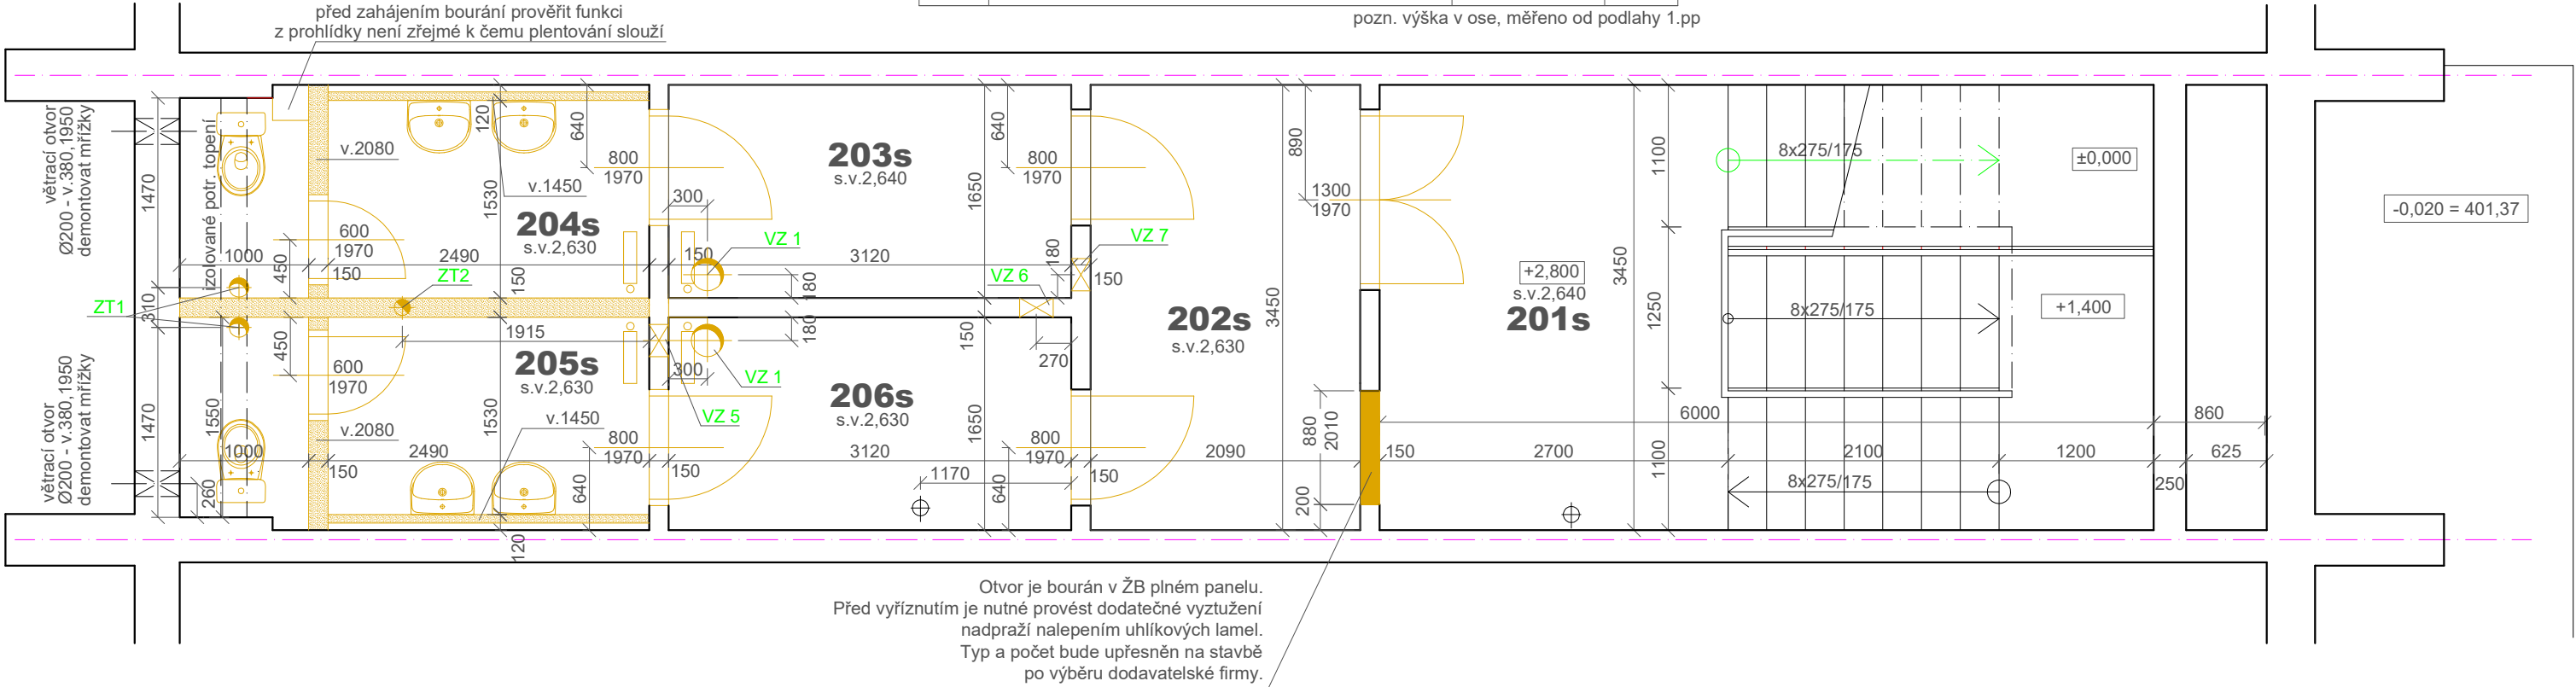 před zahájením bourání prověřit funkci
z prohlídky není zřejmé k čemu plentování slouží
pozn. výška v ose, měřeno od podlahy 1.pp
větrací otvor
Ø200 - v.380,1950
demontovat mřížky
1470
310
1470
izolované potr. topení
1000
450
150
600
1970
v.2080
2490
120
1530
v.1450
640
800
1970
204s
s.v.2,630
150
300
150
VZ 1
180
203s
s.v.2,640
3120
1650
640
800
1970
180
VZ 6
VZ 7
150
890
1300
1970
202s
s.v.2,630
3450
+2,800
s.v.2,640
201s
3450
1100
1250
1100
8x275/175
8x275/175
8x275/175
±0,000
+1,400
-0,020 = 401,37
ZT1
ZT2
1915
větrací otvor
Ø200 - v.380,1950
demontovat mřížky
260
1550
1000
450
150
600
1970
v.2080
2490
1530
120
v.1450
205s
s.v.2,630
640
800
1970
150
300
180
VZ 1
VZ 5
206s
s.v.2,630
3120
1170
150
270
1650
640
800
1970
150
2090
880
2010
200
150
6000
860
2700
2100
1200
625
250
Otvor je bourán v ŽB plném panelu.
Před vyříznutím je nutné provést dodatečné vyztužení
nadpraží nalepením uhlíkových lamel.
Typ a počet bude upřesněn na stavbě
po výběru dodavatelské firmy.